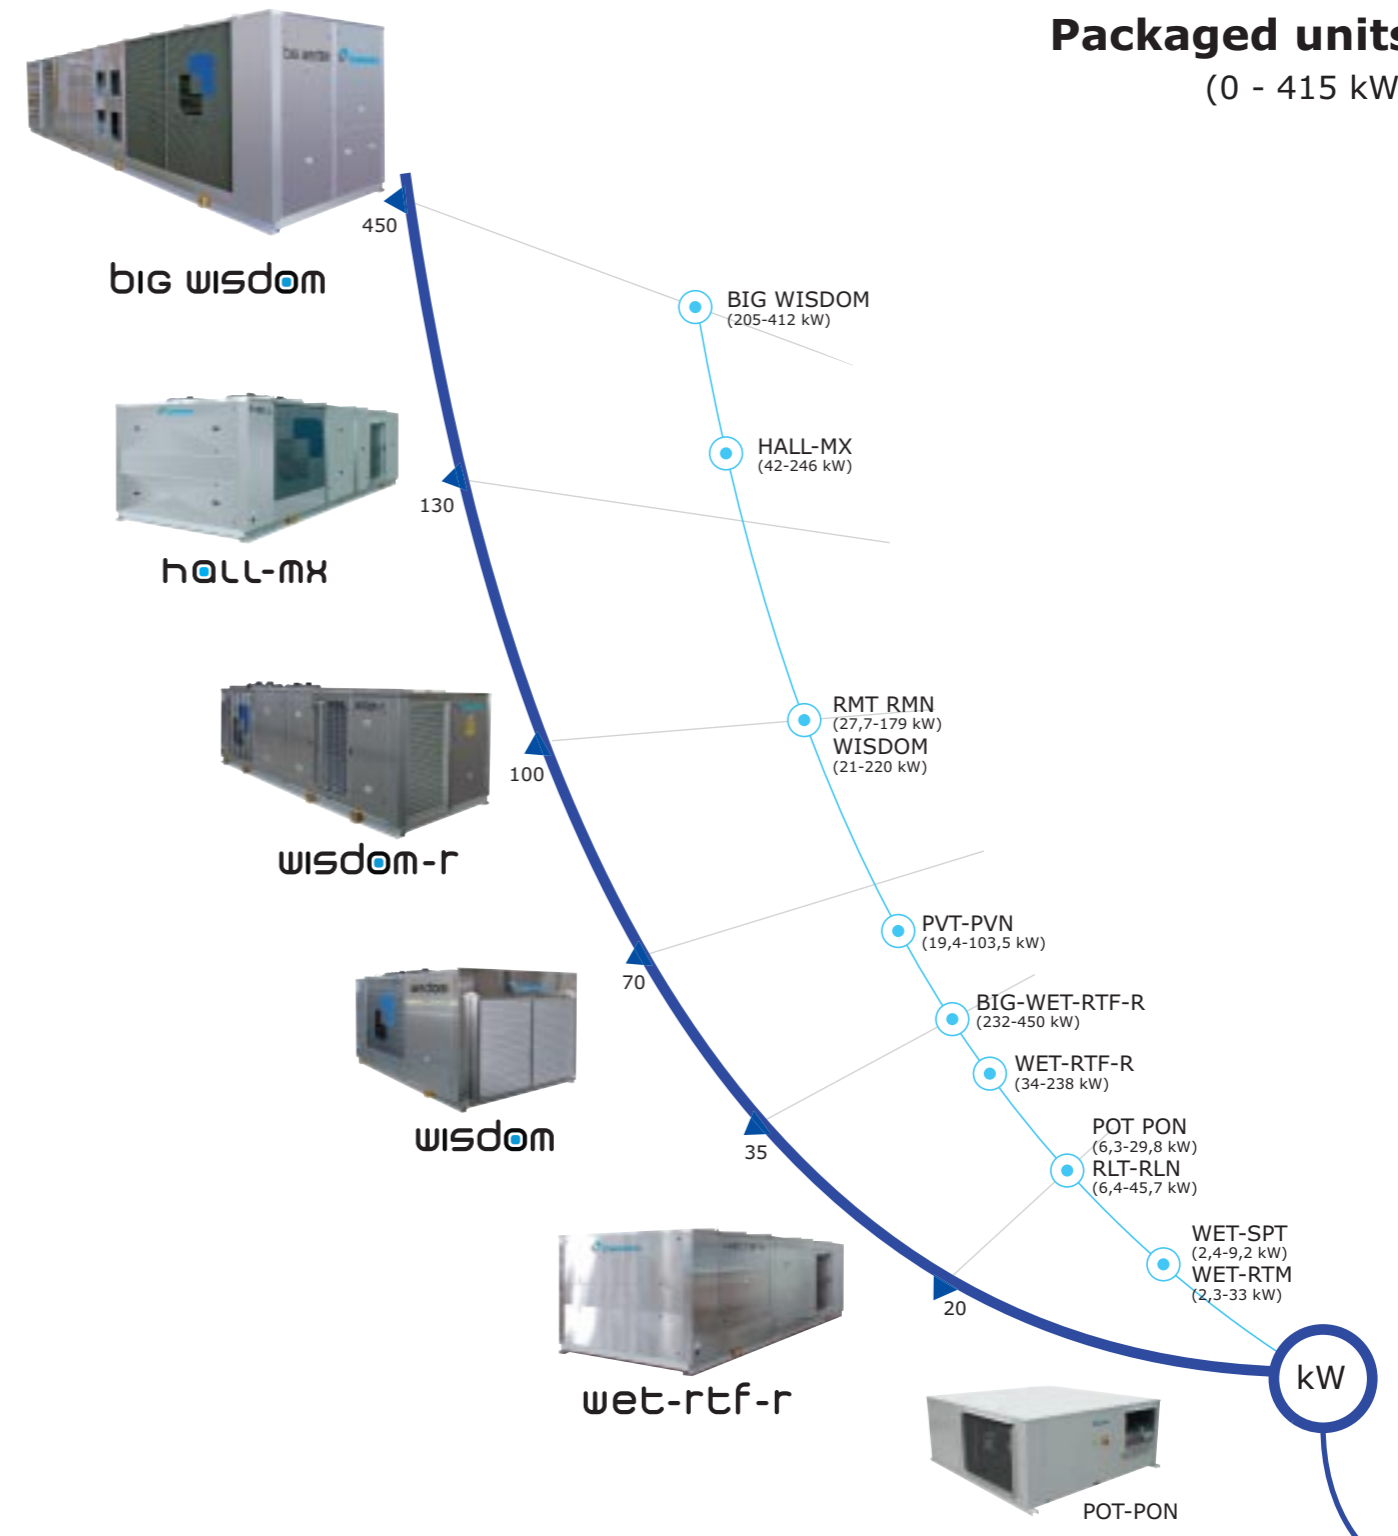 Packaged units
(0 - 415 kW
big wisdom
450
big wisdom
BIG WISDOM
(205-412 kW)
HALL-MX
(42-246 kW)
130
hall-mx
RMT RMN
(27,7-179 kW)
WISDOM
(21-220 kW)
100
wisdom-r
PVT-PVN
(19,4-103,5 kW)
70
BIG-WET-RTF-R
(232-450 kW)
wisdom
WET-RTF-R
(34-238 kW)
POT PON
(6,3-29,8 kW)
RLT-RLN
(6,4-45,7 kW)
35
wisdom
WET-SPT
(2,4-9,2 kW)
WET-RTM
(2,3-33 kW)
20
kW
wet-rtf-r
POT-PON